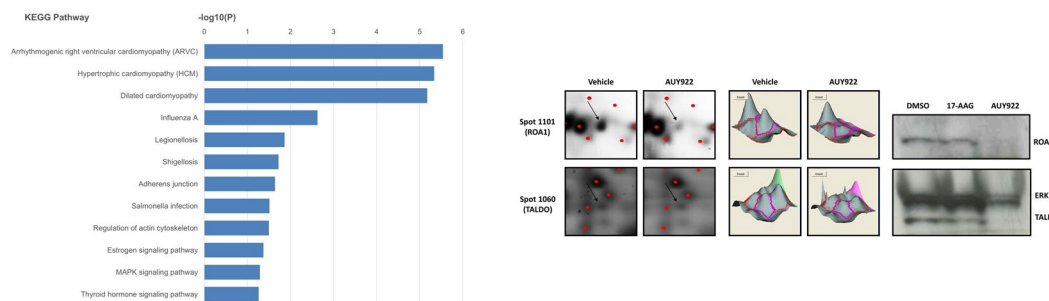 KEGG Pathway -log10(P)
0 1 2 3 4 5 6
Arrhythmogenic right ventricular cardiomyopathy (ARVC)
Hypertrophic cardiomyopathy (HCM)
Dilated cardiomyopathy
Influenza A
Legionellosis
Shigellosis
Adherens junction
Salmonella infection
Regulation of actin cytoskeleton
Estrogen signaling pathway
MAPK signaling pathway
Thyroid hormone signaling pathway
Vehicle AUY922 Vehicle AUY922
Spot 1101
(ROA1)
Spot 1060
(TALDO)
DMSO 17-AAG AUY922
ROA
ERK
TAL